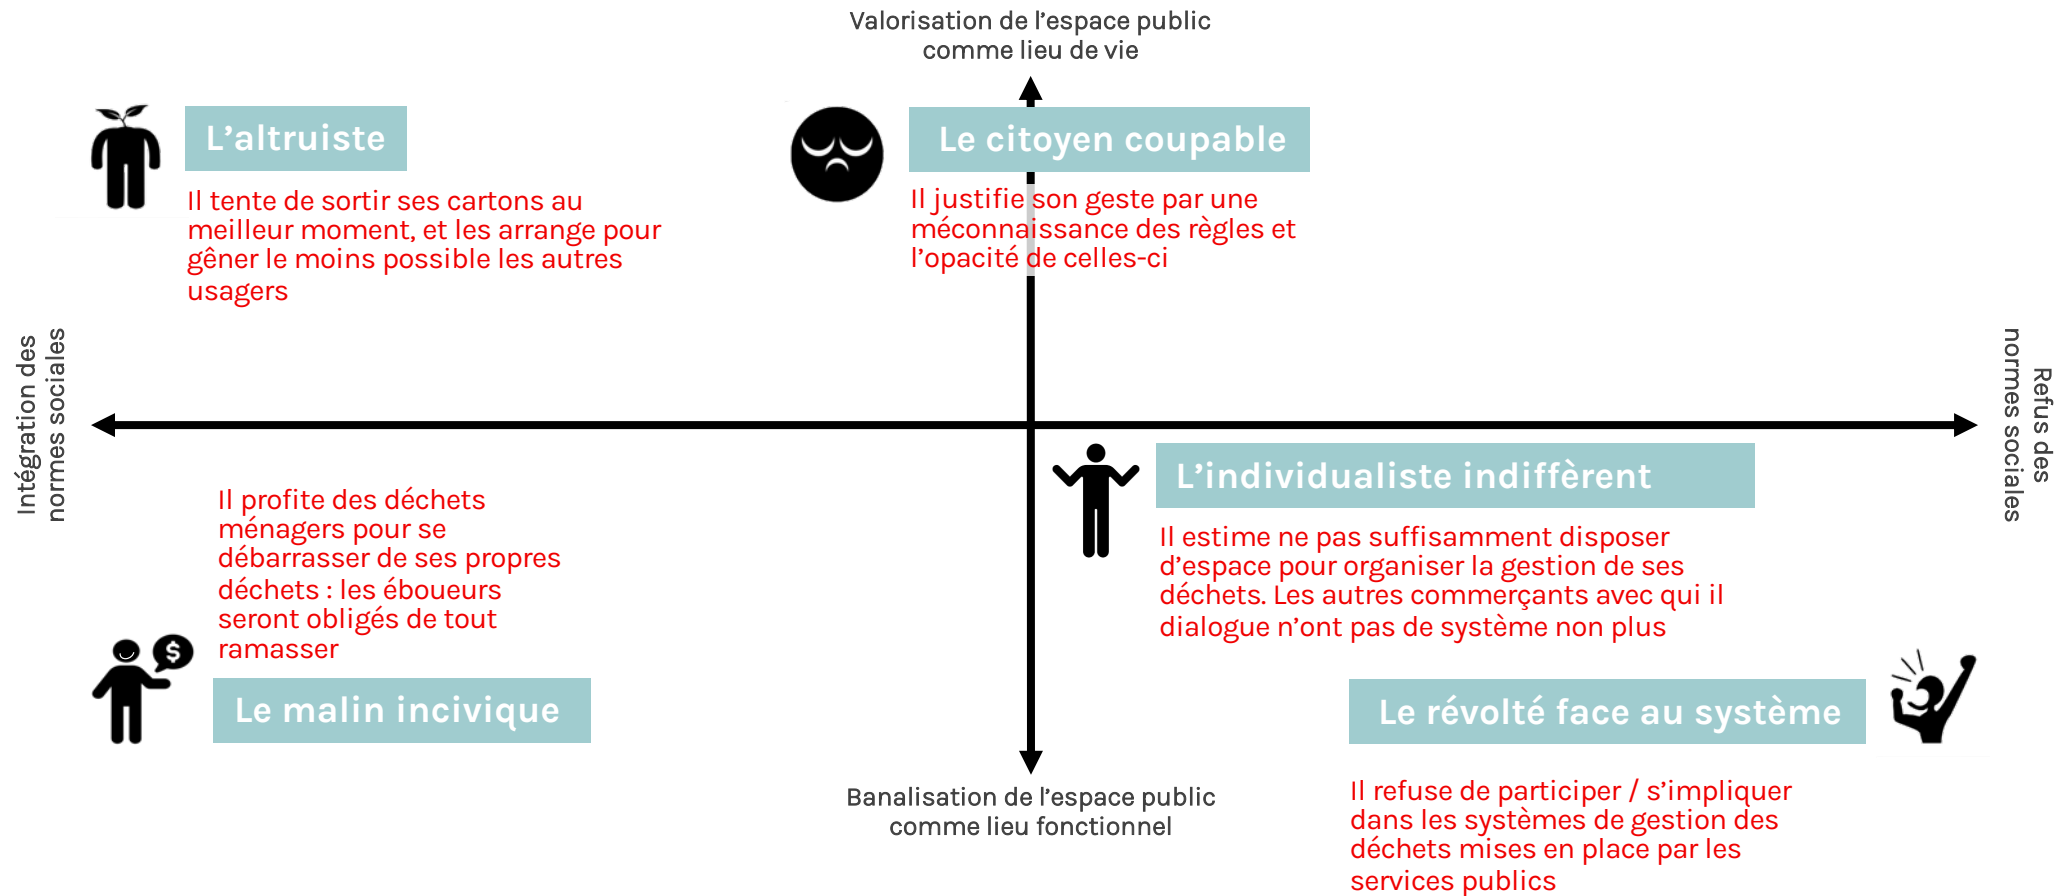 Valorisation de l’espace public
comme lieu de vie
L’altruiste
Il tente de sortir ses cartons au
meilleur moment, et les arrange pour
gêner le moins possible les autres
usagers
Le citoyen coupable
Il justifie son geste par une
méconnaissance des règles et
l’opacité de celles-ci
Intégration des
normes sociales
Refus des
normes sociales
Il profite des déchets
ménagers pour se
débarrasser de ses propres
déchets : les éboueurs
seront obligés de tout
ramasser
$
Le malin incivique
L’individualiste indiffèrent
Il estime ne pas suffisamment disposer
d’espace pour organiser la gestion de ses
déchets. Les autres commerçants avec qui il
dialogue n’ont pas de système non plus
Le révolté face au système
Il refuse de participer / s’impliquer
dans les systèmes de gestion des
déchets mises en place par les
services publics
Banalisation de l’espace public
comme lieu fonctionnel